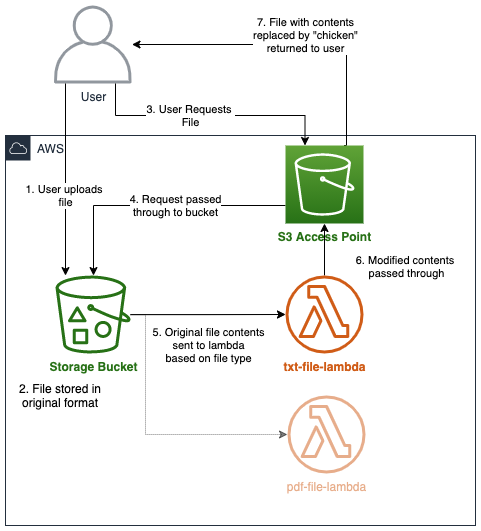 7. File with contents
replaced by "chicken"
returned to user
User
3. User Requests
File
AWS
1. User uploads
file
4. Request passed
through to bucket
S3 Access Point
6. Modified contents
passed through
5. Original file contents
sent to lambda
based on file type
Storage Bucket
txt-file-lambda
2. File stored in
original format
pdf-file-lambda